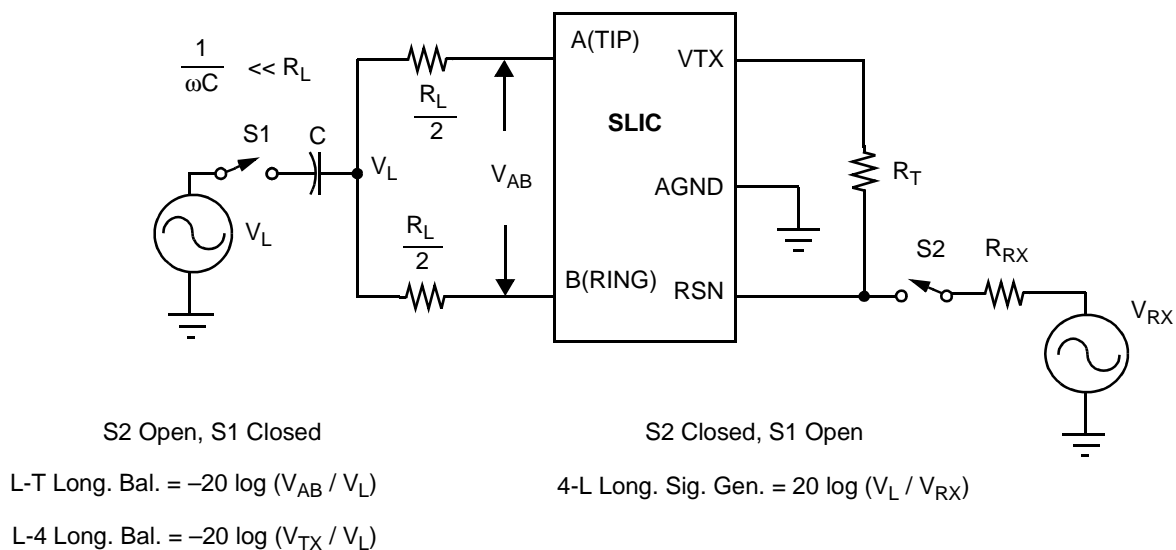 1
ωC
<< R_L
A(TIP)
VTX
R_L
2
SLIC
S1
C
V_L
V_AB
R_T
AGND
V_L
R_L
2
S2
R_RX
B(RING)
RSN
V_RX
S2 Open, S1 Closed
S2 Closed, S1 Open
L-T Long. Bal. = –20 log (V_AB / V_L)
4-L Long. Sig. Gen. = 20 log (V_L / V_RX)
L-4 Long. Bal. = –20 log (V_TX / V_L)